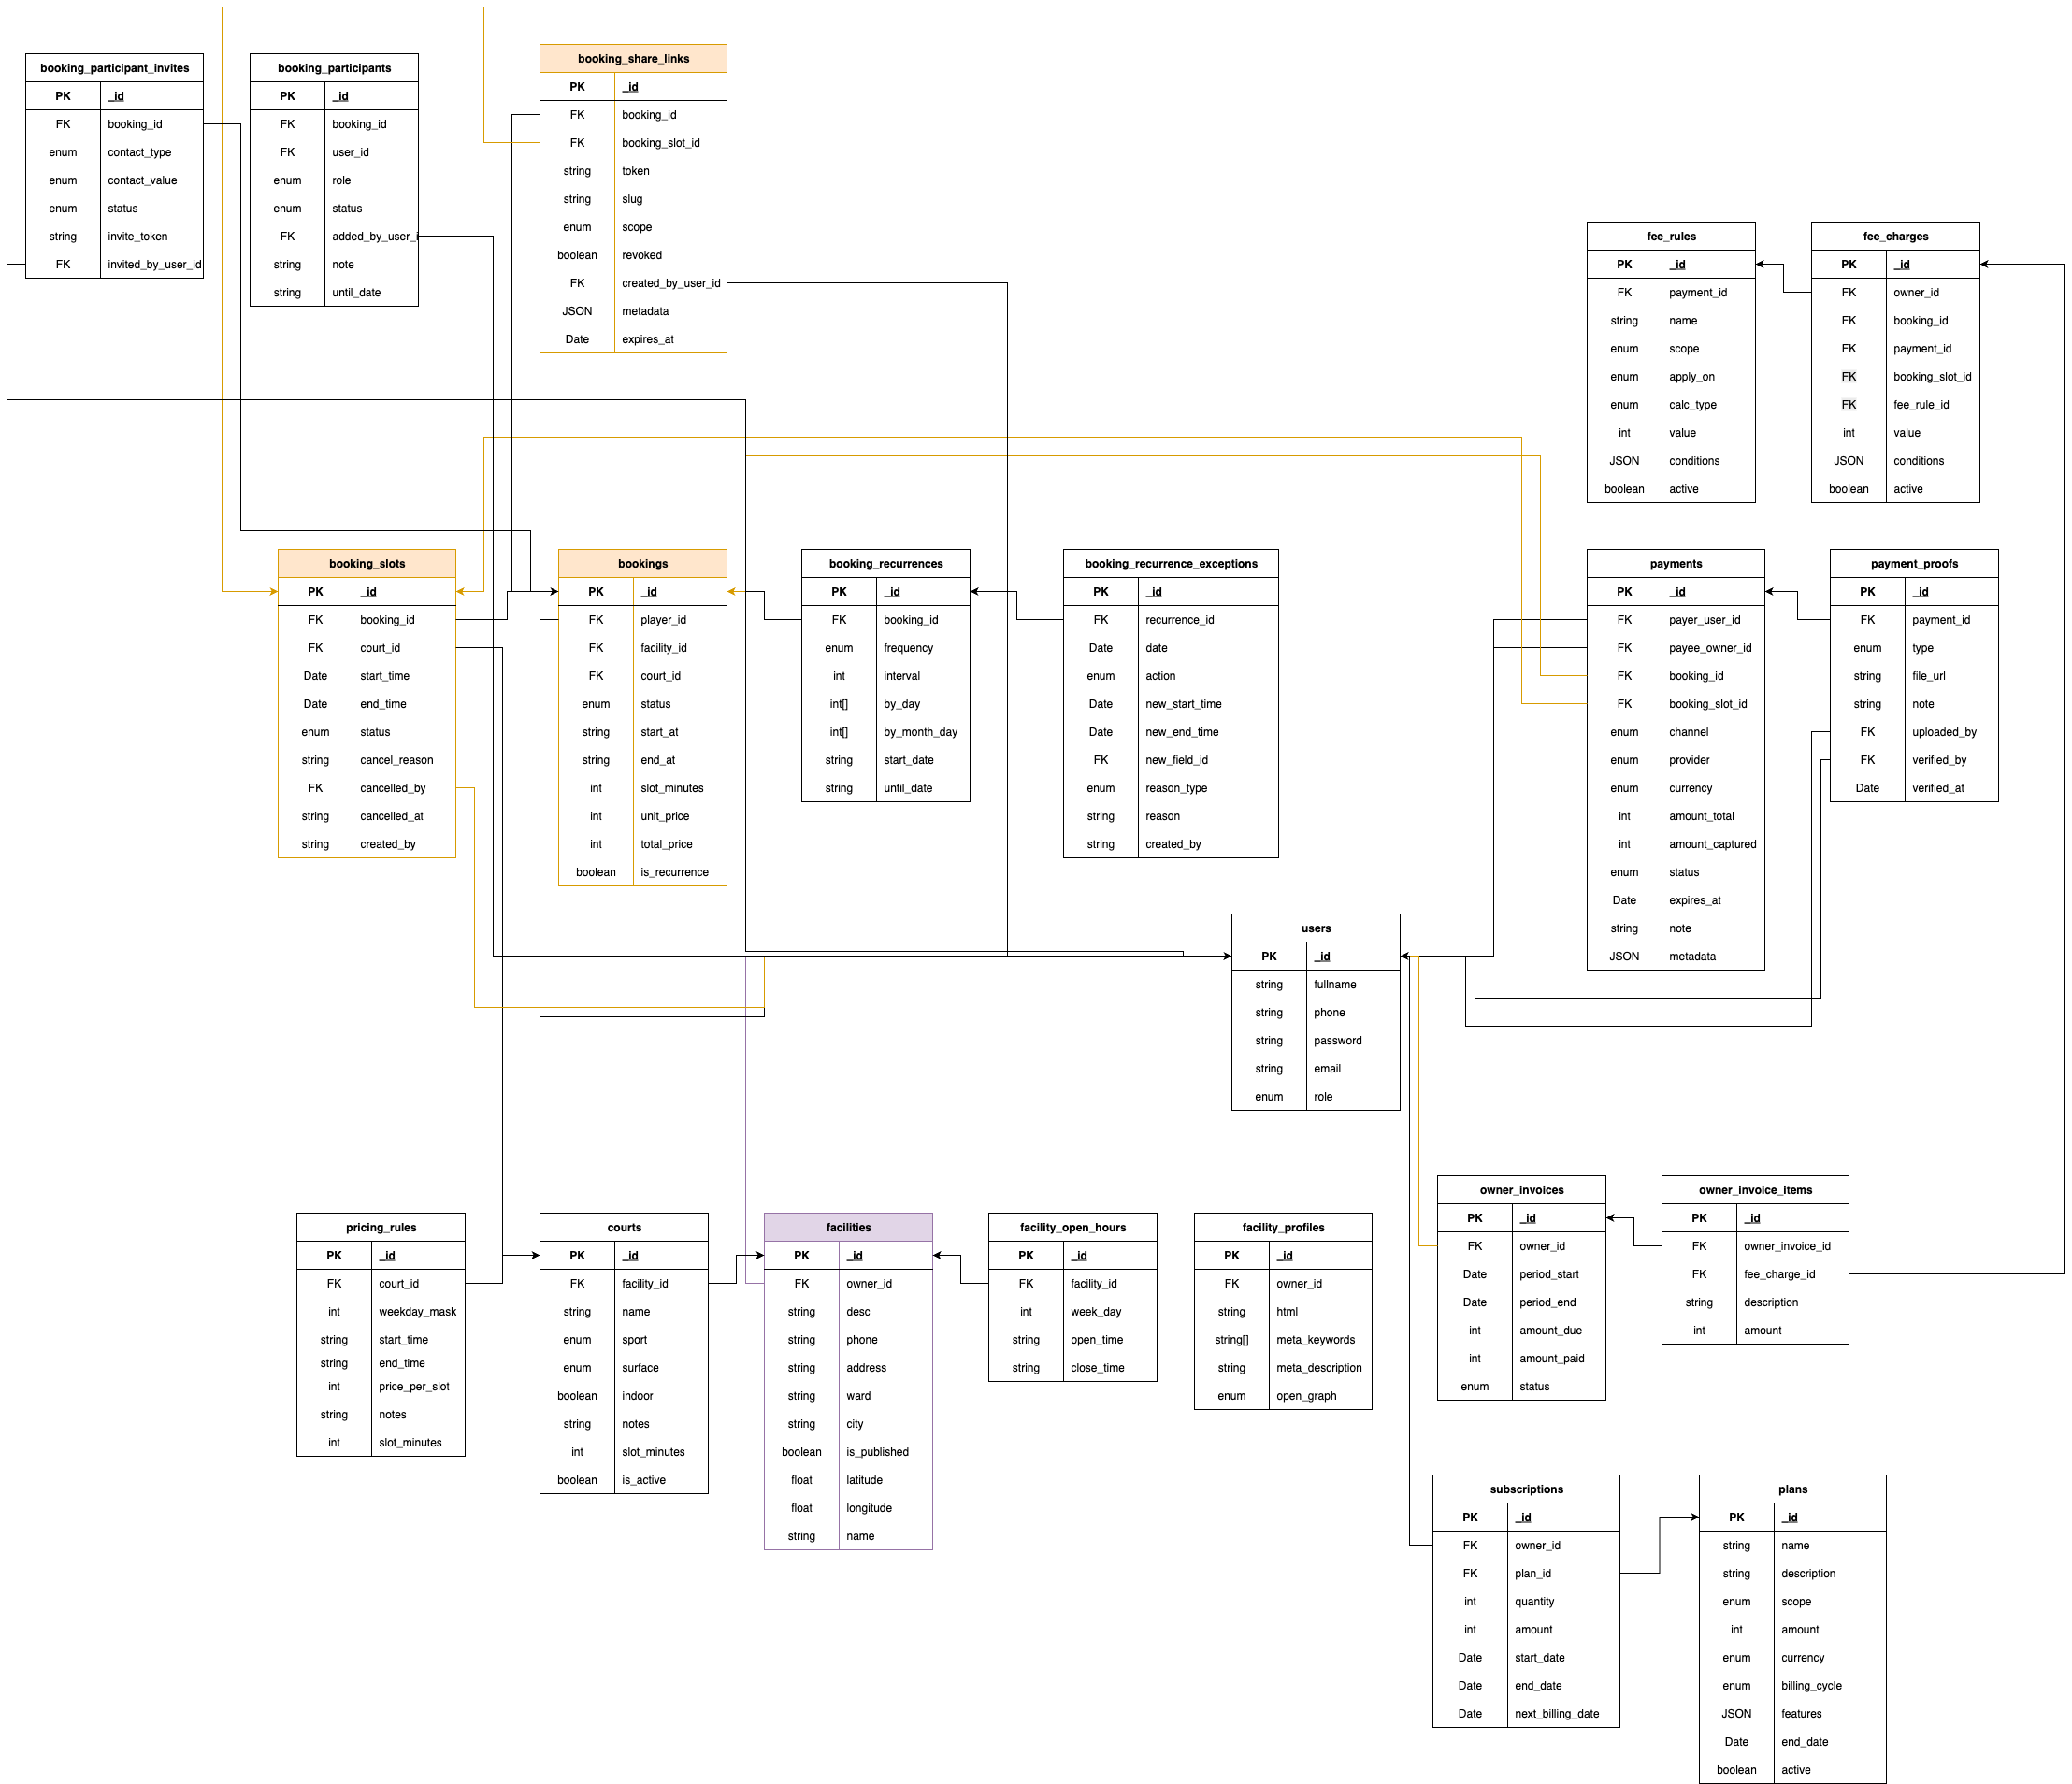 booking_participant_invites
PK _id
FK booking_id
enum contact_type
enum contact_value
enum status
string invite_token
FK invited_by_user_id
booking_participants
PK _id
FK booking_id
FK user_id
enum role
enum status
FK added_by_user_i
string note
string until_date
booking_share_links
PK _id
FK booking_id
FK booking_slot_id
string token
string slug
enum scope
boolean revoked
FK created_by_user_id
JSON metadata
Date expires_at
fee_rules
PK _id
FK payment_id
string name
enum scope
enum apply_on
enum calc_type
int value
JSON conditions
boolean active
fee_charges
PK _id
FK owner_id
FK booking_id
FK payment_id
FK booking_slot_id
FK fee_rule_id
int value
JSON conditions
boolean active
booking_slots
PK _id
FK booking_id
FK court_id
Date start_time
Date end_time
enum status
string cancel_reason
FK cancelled_by
string cancelled_at
string created_by
bookings
PK _id
FK player_id
FK facility_id
FK court_id
enum status
string start_at
string end_at
int slot_minutes
int unit_price
int total_price
boolean is_recurrence
booking_recurrences
PK _id
FK booking_id
enum frequency
int interval
int[] by_day
int[] by_month_day
string start_date
string until_date
booking_recurrence_exceptions
PK _id
FK recurrence_id
Date date
enum action
Date new_start_time
Date new_end_time
FK new_field_id
enum reason_type
string reason
string created_by
payments
PK _id
FK payer_user_id
FK payee_owner_id
FK booking_id
FK booking_slot_id
enum channel
enum provider
enum currency
int amount_total
int amount_captured
enum status
Date expires_at
string note
JSON metadata
payment_proofs
PK _id
FK payment_id
enum type
string file_url
string note
FK uploaded_by
FK verified_by
Date verified_at
users
PK _id
string fullname
string phone
string password
string email
enum role
pricing_rules
PK _id
FK court_id
int weekday_mask
string start_time
string end_time
int price_per_slot
string notes
int slot_minutes
courts
PK _id
FK facility_id
string name
enum sport
enum surface
boolean indoor
string notes
int slot_minutes
boolean is_active
facilities
PK _id
FK owner_id
string desc
string phone
string address
string ward
string city
boolean is_published
float latitude
float longitude
string name
facility_open_hours
PK _id
FK facility_id
int week_day
string open_time
string close_time
facility_profiles
PK _id
FK owner_id
string html
string[] meta_keywords
string meta_description
enum open_graph
owner_invoices
PK _id
FK owner_id
Date period_start
Date period_end
int amount_due
int amount_paid
enum status
owner_invoice_items
PK _id
FK owner_invoice_id
FK fee_charge_id
string description
int amount
subscriptions
PK _id
FK owner_id
FK plan_id
int quantity
int amount
Date start_date
Date end_date
Date next_billing_date
plans
PK _id
string name
string description
enum scope
int amount
enum currency
enum billing_cycle
JSON features
Date end_date
boolean active